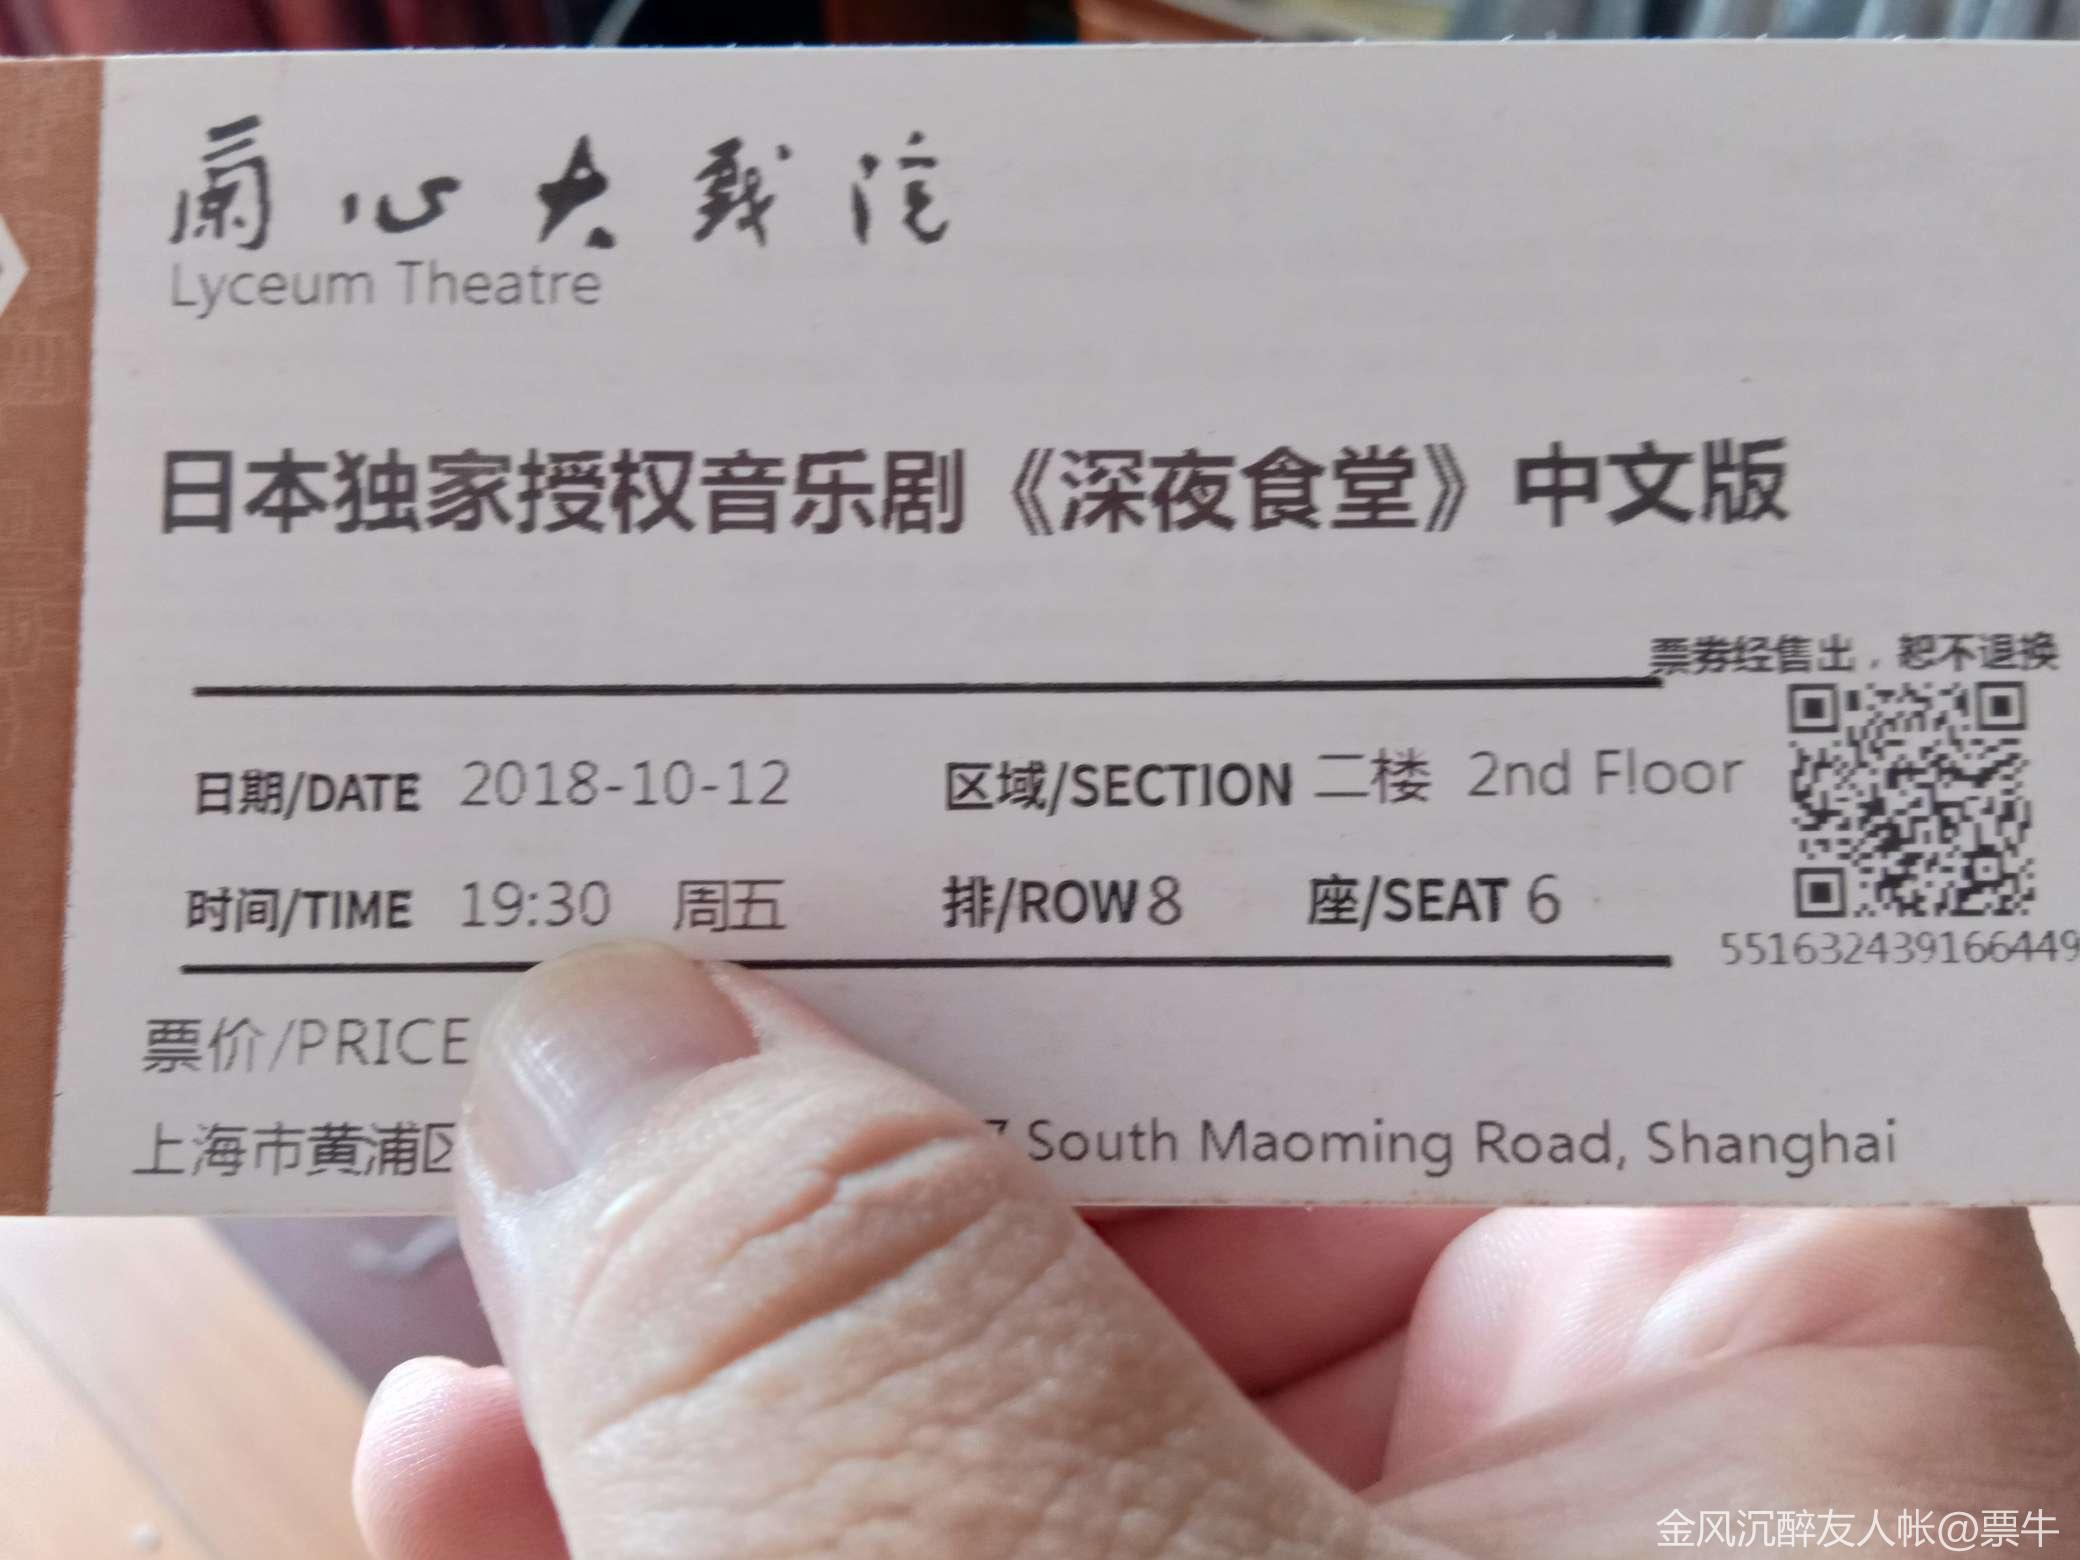 兰心大戏院
Lyceum Theatre
日本独家授权音乐剧《深夜食堂》中文版
票券经售出，恕不退换
日期/DATE 2018-10-12 区域/SECTION 二楼 2nd Floor
时间/TIME 19:30 周五 排/ROW 8 座/SEAT 6
551632439166449
票价/PRICE
上海市黄浦区 7 South Maoming Road, Shanghai
金风沉醉友人帐@票牛